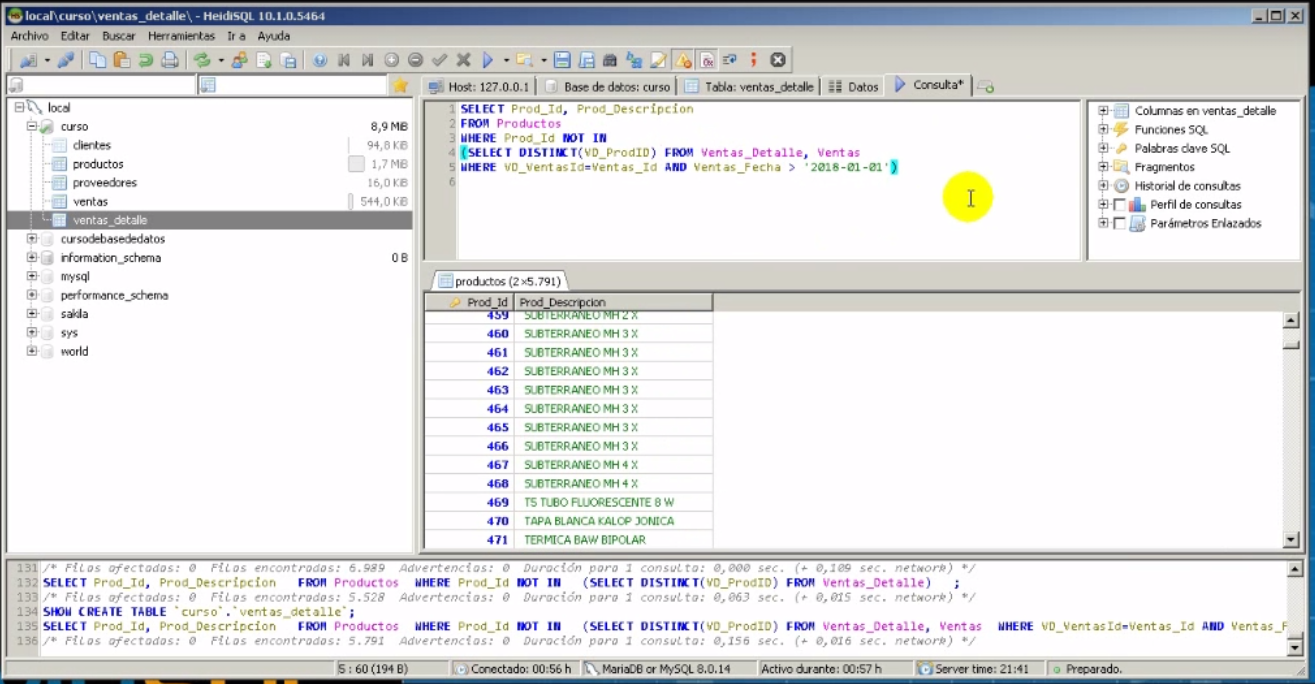 local\curso\ventas_detalle\ - HeidiSQL 10.1.0.5464
Archivo Editar Buscar Herramientas Ir a Ayuda
Host: 127.0.0.1 Base de datos: curso Tabla: ventas_detalle Datos Consulta*
local
curso 8,9 MiB
clientes 94,8 KiB
productos 1,7 MiB
proveedores 16,0 KiB
ventas 544,0 KiB
ventas_detalle
cursodebasededatos
information_schema 0 B
mysql
performance_schema
sakila
sys
world
1 SELECT Prod_Id, Prod_Descripcion
2 FROM Productos
3 WHERE Prod_Id NOT IN
4 (SELECT DISTINCT(VD_ProdID) FROM Ventas_Detalle, Ventas
5 WHERE VD_VentasId=Ventas_Id AND Ventas_Fecha > '2018-01-01')
6
Columnas en ventas_detalle
Funciones SQL
Palabras clave SQL
Fragmentos
Historial de consultas
Perfil de consultas
Parámetros Enlazados
productos (2×5.791)
Prod_Id Prod_Descripcion
459 SUBTERRANEO MH 2 X
460 SUBTERRANEO MH 3 X
461 SUBTERRANEO MH 3 X
462 SUBTERRANEO MH 3 X
463 SUBTERRANEO MH 3 X
464 SUBTERRANEO MH 3 X
465 SUBTERRANEO MH 3 X
466 SUBTERRANEO MH 3 X
467 SUBTERRANEO MH 4 X
468 SUBTERRANEO MH 4 X
469 T5 TUBO FLUORESCENTE 8 W
470 TAPA BLANCA KALOP JONICA
471 TERMICA BAW BIPOLAR
131 /* Filas afectadas: 0 Filas encontradas: 6.989 Advertencias: 0 Duración para 1 consulta: 0,000 sec. (+ 0,109 sec. network) */
132 SELECT Prod_Id, Prod_Descripcion FROM Productos WHERE Prod_Id NOT IN (SELECT DISTINCT(VD_ProdID) FROM Ventas_Detalle) ;
133 /* Filas afectadas: 0 Filas encontradas: 5.528 Advertencias: 0 Duración para 1 consulta: 0,063 sec. (+ 0,015 sec. network) */
134 SHOW CREATE TABLE `curso`.`ventas_detalle`;
135 SELECT Prod_Id, Prod_Descripcion FROM Productos WHERE Prod_Id NOT IN (SELECT DISTINCT(VD_ProdID) FROM Ventas_Detalle, Ventas WHERE VD_VentasId=Ventas_Id AND Ventas_F
136 /* Filas afectadas: 0 Filas encontradas: 5.791 Advertencias: 0 Duración para 1 consulta: 0,156 sec. (+ 0,016 sec. network) */
5 : 60 (194 B) Conectado: 00:56 h MariaDB or MySQL 8.0.14 Activo durante: 00:57 h Server time: 21:41 Preparado.